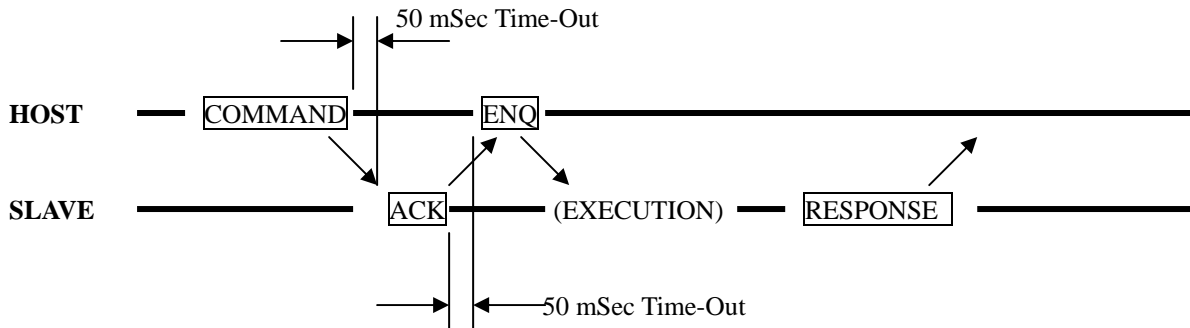 50 mSec Time-Out
HOST COMMAND ENQ
SLAVE ACK (EXECUTION) RESPONSE
50 mSec Time-Out